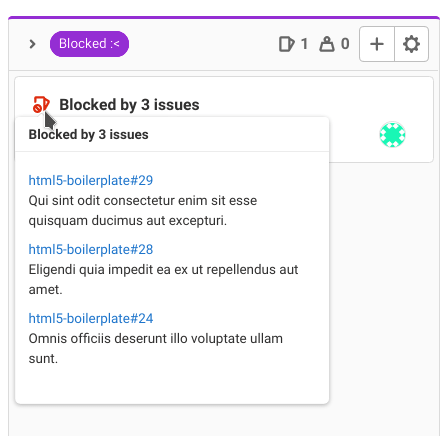 Blocked :<
1
0
Blocked by 3 issues
Blocked by 3 issues
html5-boilerplate#29
Qui sint odit consectetur enim sit esse
quisquam ducimus aut excepturi.
html5-boilerplate#28
Eligendi quia impedit ea ex ut repellendus aut
amet.
html5-boilerplate#24
Omnis officiis deserunt illo voluptate ullam
sunt.